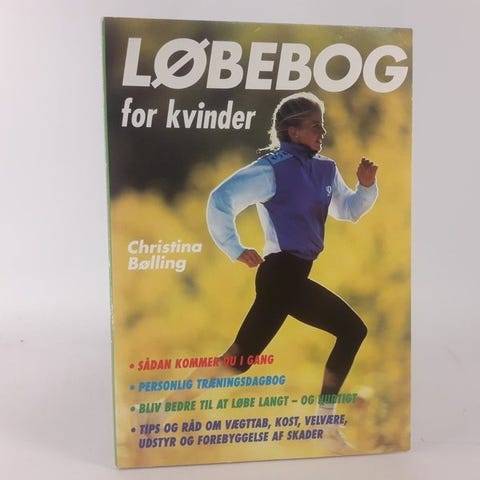 LØBEBOG
for kvinder
Christina
Bølling
• SÅDAN KOMMER DU I GANG
• PERSONLIG TRÆNINGSDAGBOG
• BLIV BEDRE TIL AT LØBE LANGT – OG HURTIGT
• TIPS OG RÅD OM VÆGTTAB, KOST, VELVÆRE,
UDSTYR OG FOREBYGGELSE AF SKADER